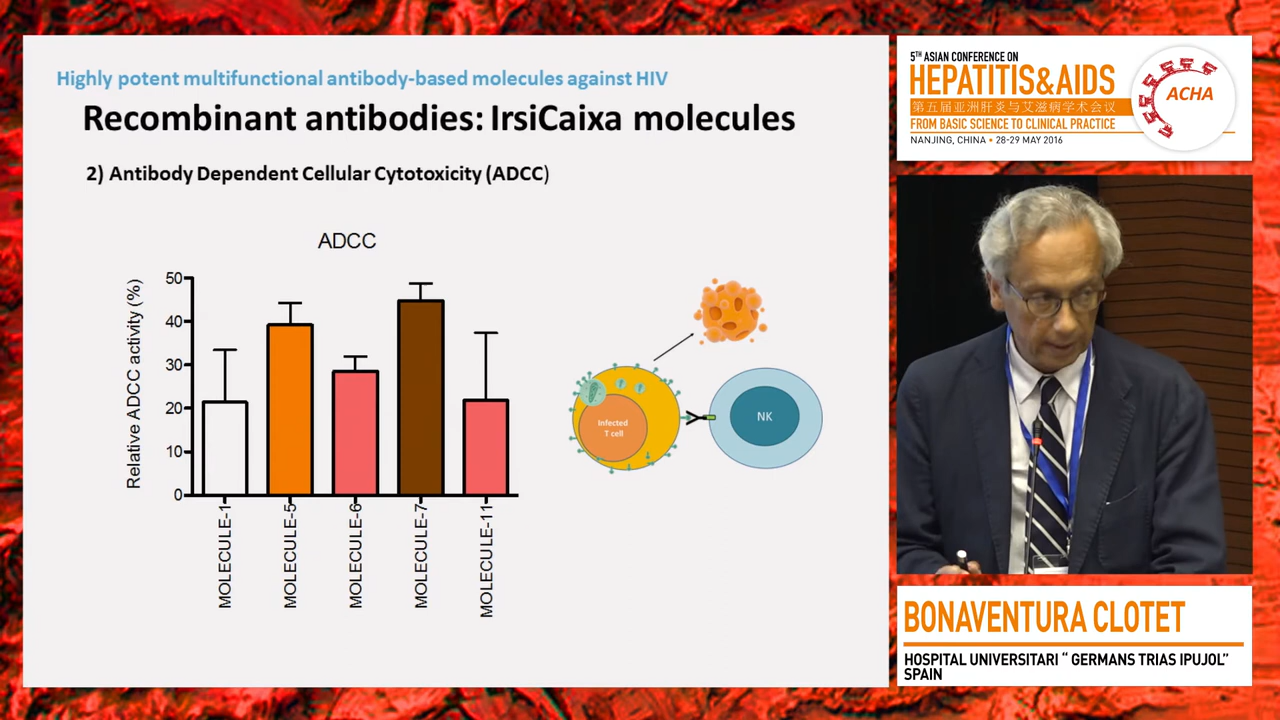 Highly potent multifunctional antibody-based molecules against HIV
Recombinant antibodies: IrsiCaixa molecules
2) Antibody Dependent Cellular Cytotoxicity (ADCC)
ADCC
Relative ADCC activity (%)
50
40
30
20
10
0
MOLECULE-1
MOLECULE-5
MOLECULE-6
MOLECULE-7
MOLECULE-11
Infected
T cell
NK
5TH ASIAN CONFERENCE ON
HEPATITIS&AIDS
第五届亚洲肝炎与艾滋病学术会议
FROM BASIC SCIENCE TO CLINICAL PRACTICE
NANJING, CHINA • 28-29 MAY 2016
ACHA
BONAVENTURA CLOTET
HOSPITAL UNIVERSITARI “ GERMANS TRIAS IPUJOL”
SPAIN